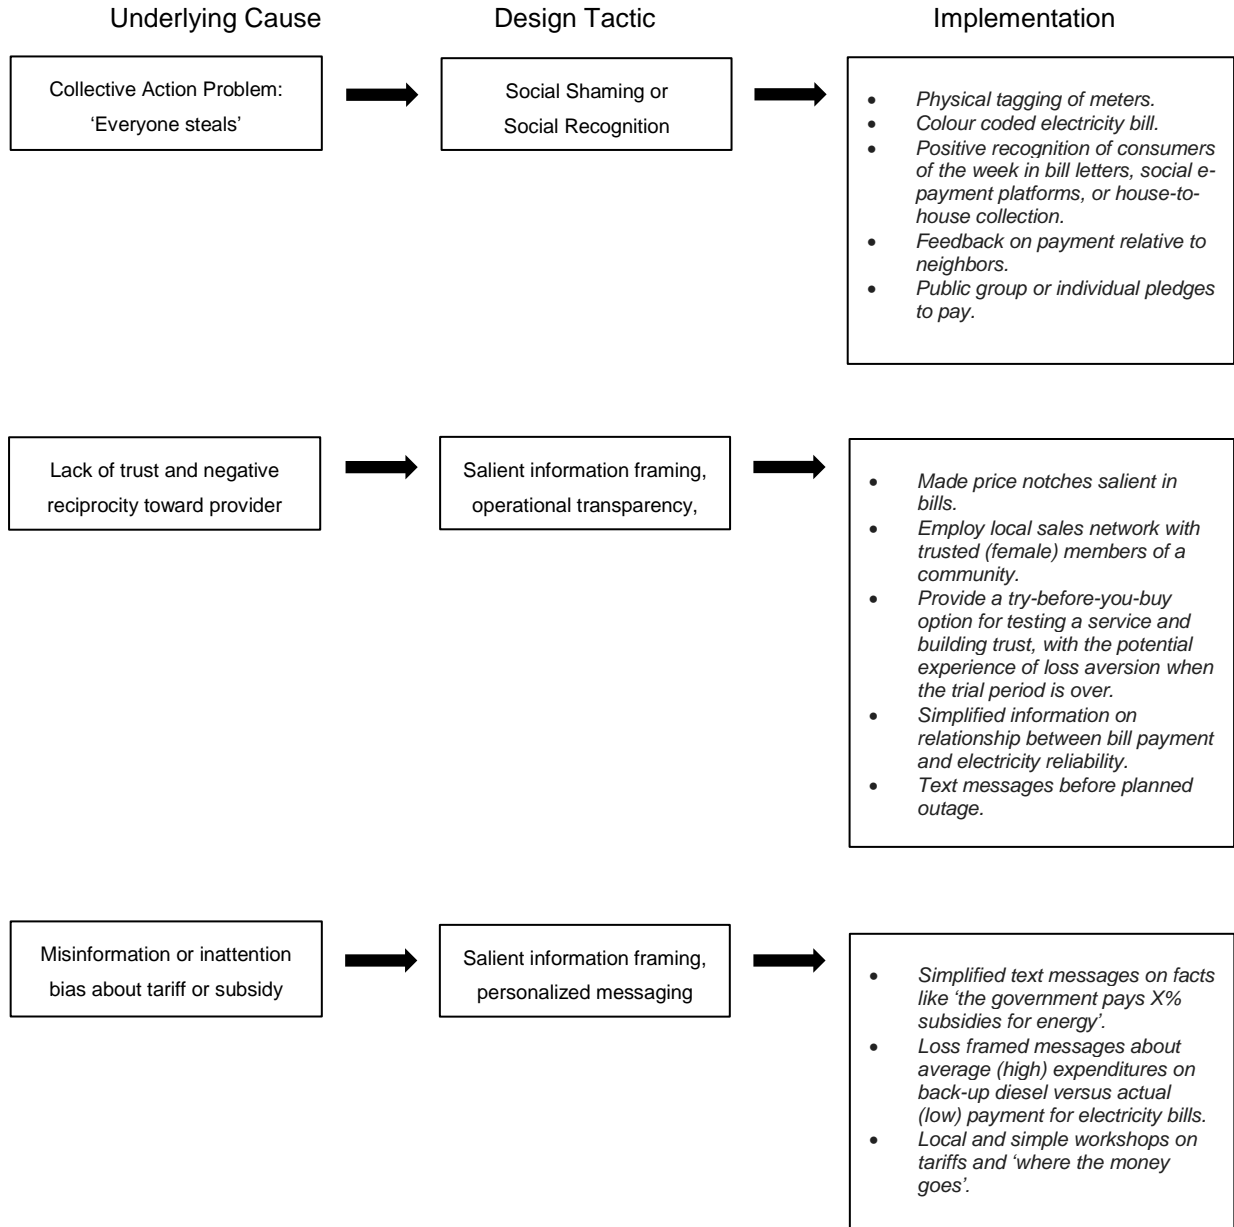 Underlying Cause
Design Tactic
Implementation
Collective Action Problem:
‘Everyone steals’
Social Shaming or
Social Recognition
• Physical tagging of meters.
• Colour coded electricity bill.
• Positive recognition of consumers
of the week in bill letters, social e-
payment platforms, or house-to-
house collection.
• Feedback on payment relative to
neighbors.
• Public group or individual pledges
to pay.
Lack of trust and negative
reciprocity toward provider
Salient information framing,
operational transparency,
• Made price notches salient in
bills.
• Employ local sales network with
trusted (female) members of a
community.
• Provide a try-before-you-buy
option for testing a service and
building trust, with the potential
experience of loss aversion when
the trial period is over.
• Simplified information on
relationship between bill payment
and electricity reliability.
• Text messages before planned
outage.
Misinformation or inattention
bias about tariff or subsidy
Salient information framing,
personalized messaging
• Simplified text messages on facts
like ‘the government pays X%
subsidies for energy’.
• Loss framed messages about
average (high) expenditures on
back-up diesel versus actual
(low) payment for electricity bills.
• Local and simple workshops on
tariffs and ‘where the money
goes’.